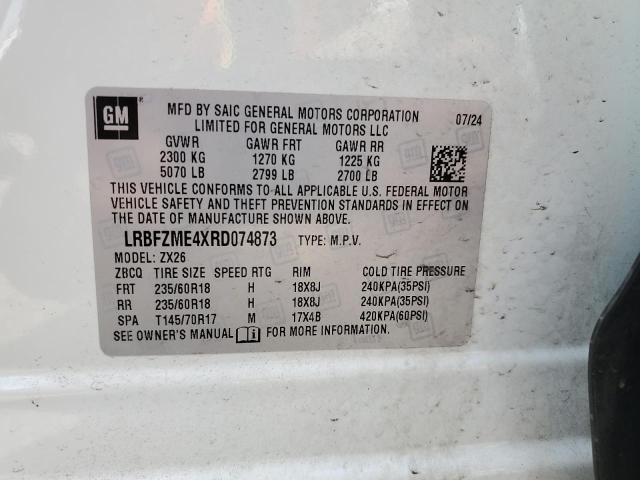 GM ®
MFD BY SAIC GENERAL MOTORS CORPORATION 07/24
LIMITED FOR GENERAL MOTORS LLC
GVWR GAWR FRT GAWR RR
2300 KG 1270 KG 1225 KG
5070 LB 2799 LB 2700 LB
THIS VEHICLE CONFORMS TO ALL APPLICABLE U.S. FEDERAL MOTOR
VEHICLE SAFETY AND THEFT PREVENTION STANDARDS IN EFFECT ON
THE DATE OF MANUFACTURE SHOWN ABOVE.
LRBFZME4XRD074873 TYPE: M.P.V.
MODEL: ZX26
ZBCQ TIRE SIZE SPEED RTG RIM COLD TIRE PRESSURE
FRT 235/60R18 H 18X8J 240KPA(35PSI)
RR 235/60R18 H 18X8J 240KPA(35PSI)
SPA T145/70R17 M 17X4B 420KPA(60PSI)
SEE OWNER'S MANUAL i FOR MORE INFORMATION.